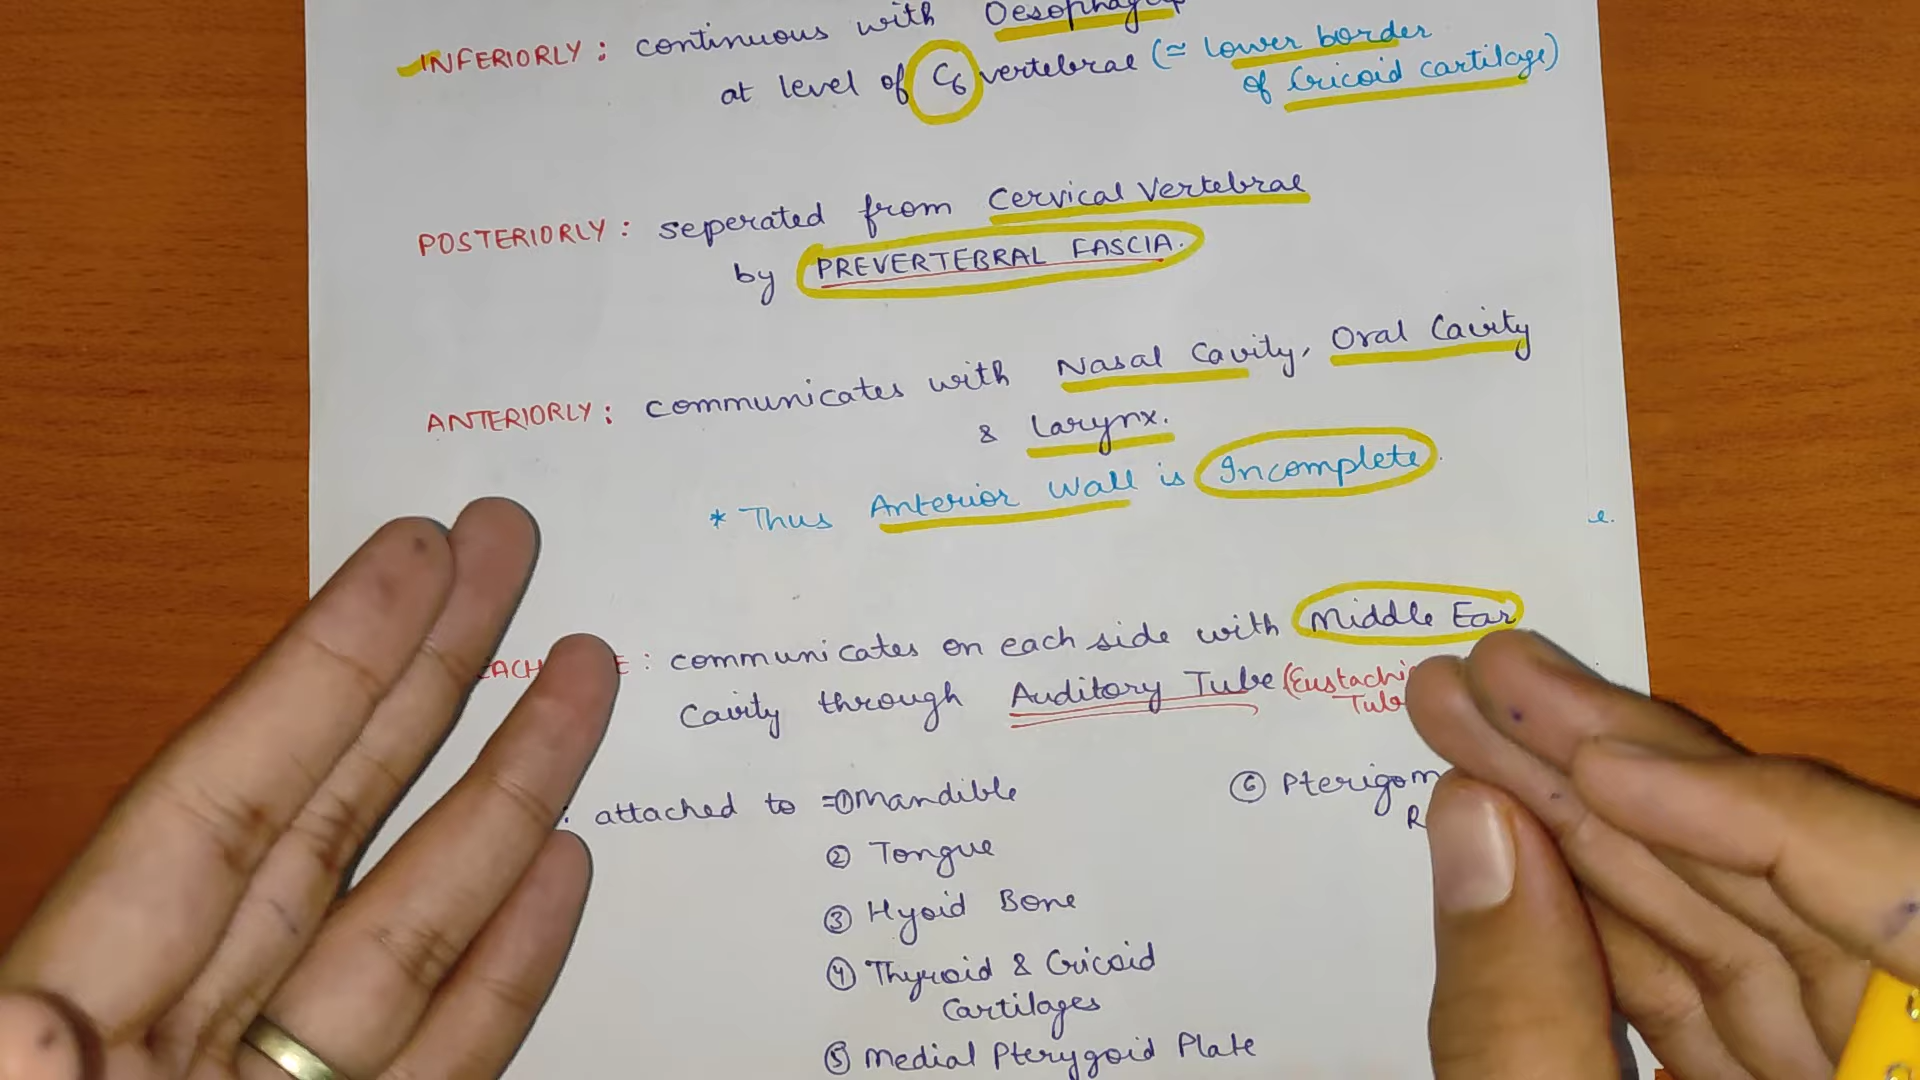 INFERIORLY : continuous with Oesophagus
at level of C6 vertebrae (≃ lower border
of Cricoid cartilage)
POSTERIORLY : seperated from Cervical Vertebrae
by PREVERTEBRAL FASCIA.
ANTERIORLY : communicates with Nasal Cavity, Oral Cavity
& Larynx.
* Thus Anterior Wall is Incomplete.
: communicates on each side with Middle Ear
Cavity through Auditory Tube
: attached to = ① Mandible
② Tongue
③ Hyoid Bone
④ Thyroid & Cricoid
Cartilages
⑤ Medial Pterygoid Plate
⑥